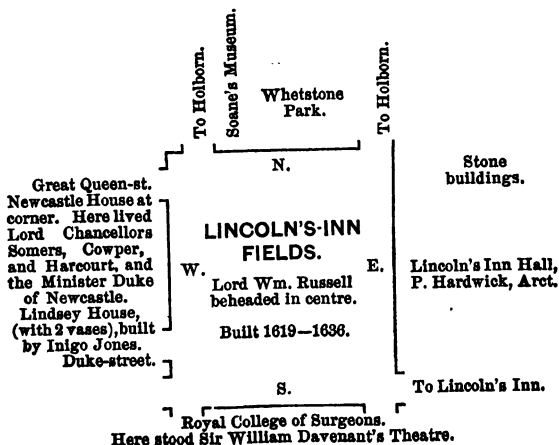 To Holborn.
Soane's Museum.
Whetstone
Park.
To Holborn.
N.
Stone
buildings.
Great Queen-st.
Newcastle House at
corner. Here lived
Lord Chancellors
Somers, Cowper,
and Harcourt, and
the Minister Duke
of Newcastle.
Lindsey House,
(with 2 vases), built
by Inigo Jones.
Duke-street.
W.
LINCOLN'S-INN
FIELDS.
Lord Wm. Russell
beheaded in centre.
Built 1619—1636.
E.
Lincoln's Inn Hall,
P. Hardwick, Arct.
S.
To Lincoln's Inn.
Royal College of Surgeons.
Here stood Sir William Davenant's Theatre.